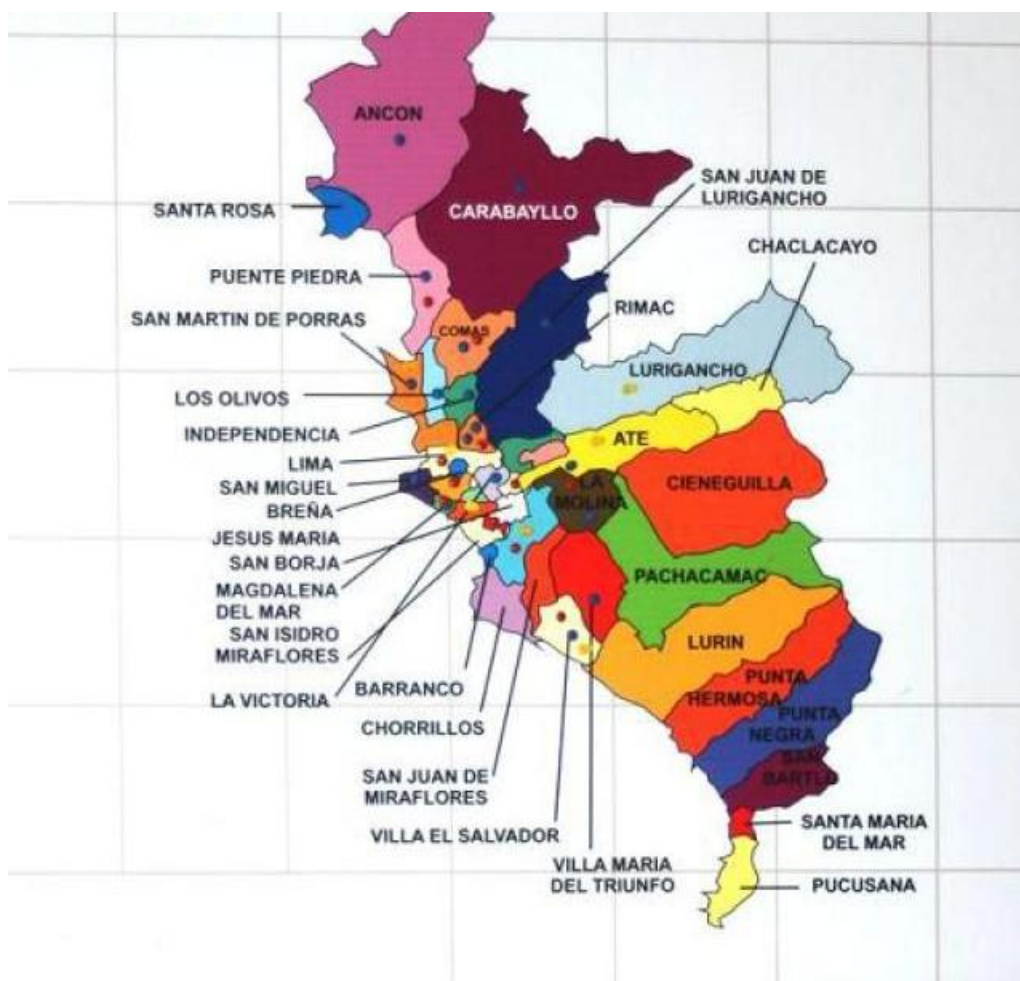 ANCON
SAN JUAN DE
LURIGANCHO
SANTA ROSA
CARABAYLLO
CHACLACAYO
PUENTE PIEDRA
RIMAC
SAN MARTIN DE PORRAS
COMAS
LURIGANCHO
LOS OLIVOS
INDEPENDENCIA
ATE
LIMA
SAN MIGUEL
BREÑA
LA
MOLINA
CIENEGUILLA
JESUS MARIA
SAN BORJA
MAGDALENA
DEL MAR
PACHACAMAC
SAN ISIDRO
MIRAFLORES
LURIN
LA VICTORIA
BARRANCO
PUNTA
HERMOSA
CHORRILLOS
PUNTA
NEGRA
SAN JUAN DE
MIRAFLORES
SAN
BARTLO
VILLA EL SALVADOR
SANTA MARIA
DEL MAR
VILLA MARIA
DEL TRIUNFO
PUCUSANA